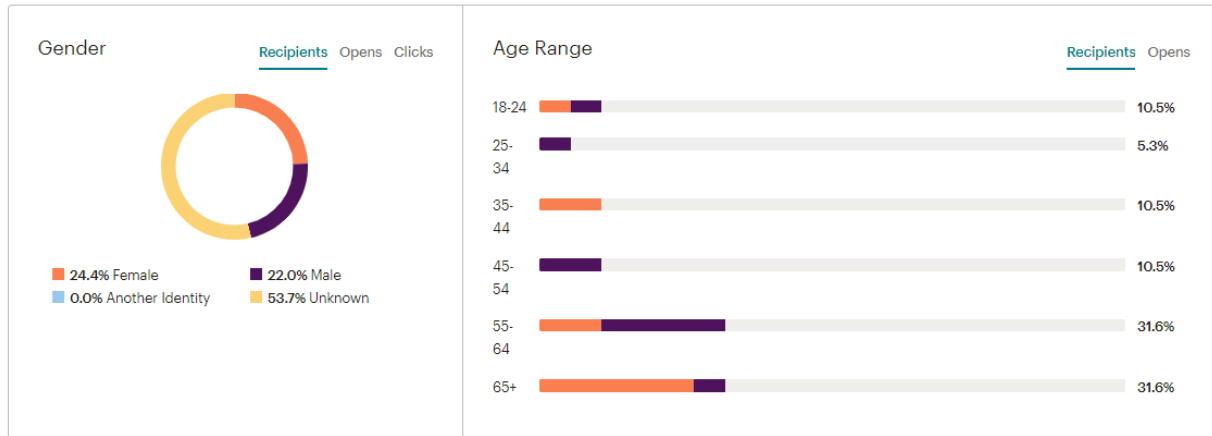 Gender
Recipients Opens Clicks
24.4% Female
22.0% Male
0.0% Another Identity
53.7% Unknown
Age Range
Recipients Opens
18-24
10.5%
25-
34
5.3%
35-
44
10.5%
45-
54
10.5%
55-
64
31.6%
65+
31.6%